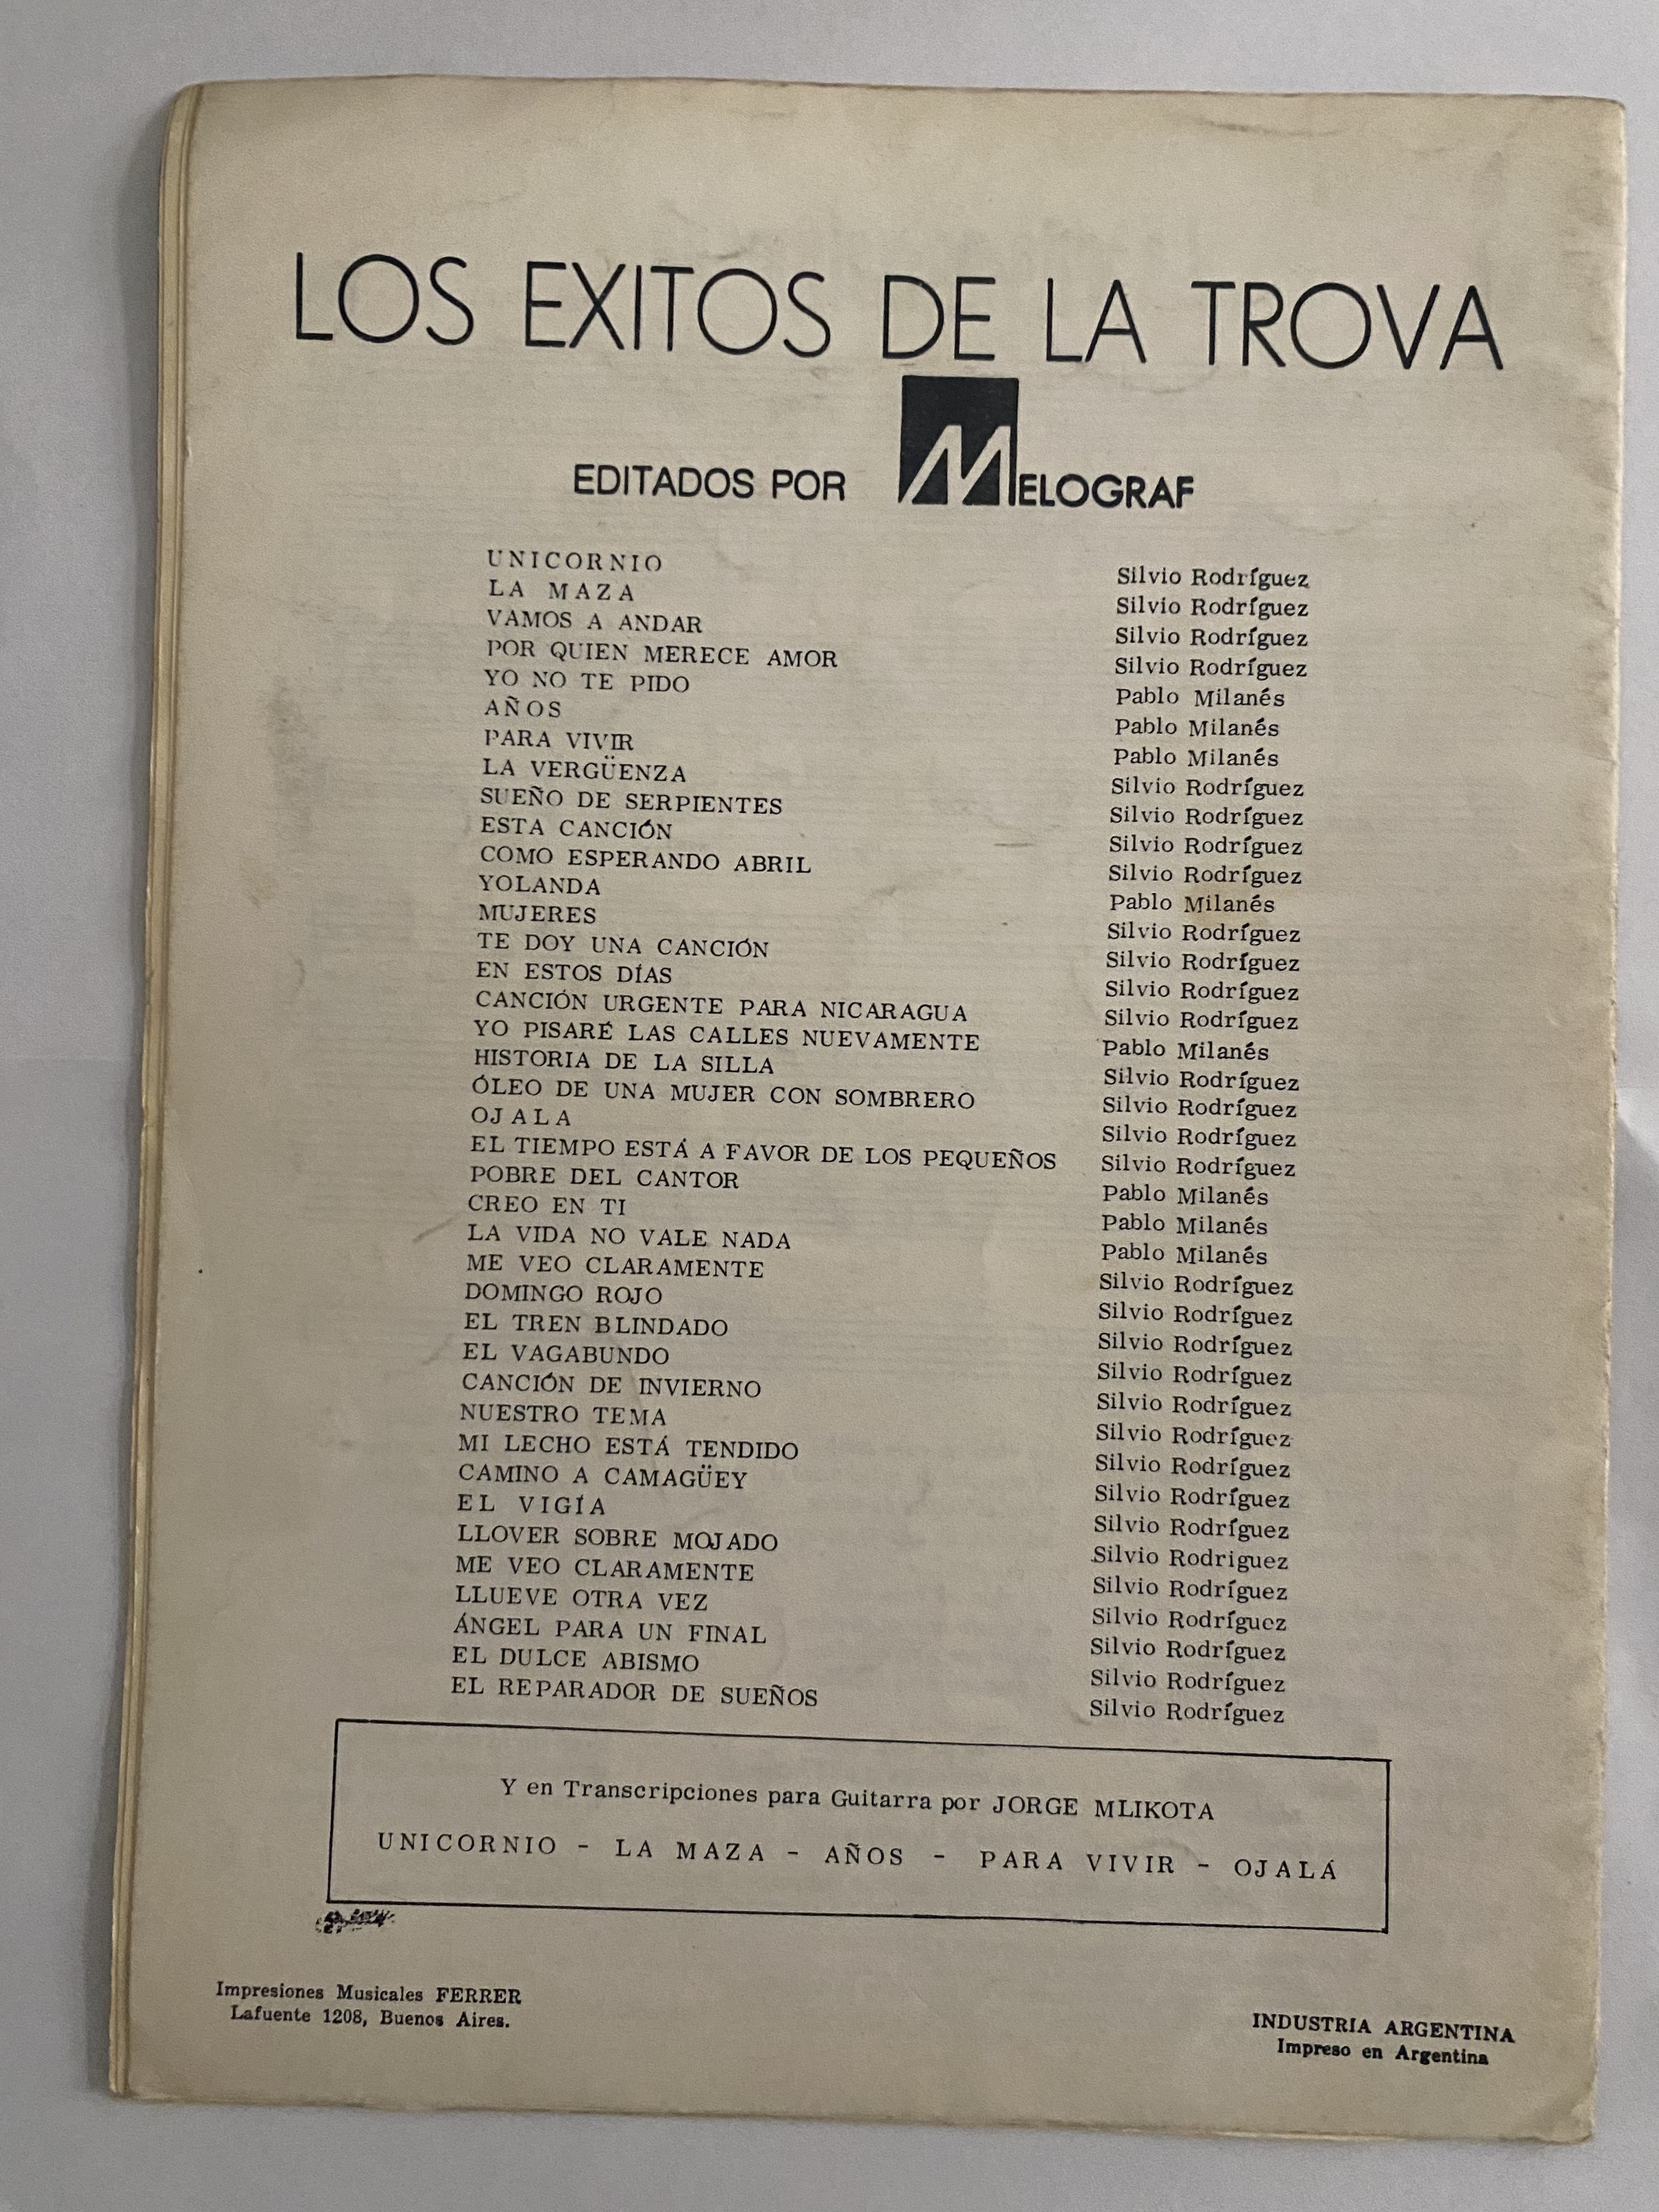 LOS EXITOS DE LA TROVA
EDITADOS POR MELOGRAF
UNICORNIO Silvio Rodríguez
LA MAZA Silvio Rodríguez
VAMOS A ANDAR Silvio Rodríguez
POR QUIEN MERECE AMOR Silvio Rodríguez
YO NO TE PIDO Pablo Milanés
AÑOS Pablo Milanés
PARA VIVIR Pablo Milanés
LA VERGÜENZA Silvio Rodríguez
SUEÑO DE SERPIENTES Silvio Rodríguez
ESTA CANCIÓN Silvio Rodríguez
COMO ESPERANDO ABRIL Silvio Rodríguez
YOLANDA Pablo Milanés
MUJERES Silvio Rodríguez
TE DOY UNA CANCIÓN Silvio Rodríguez
EN ESTOS DÍAS Silvio Rodríguez
CANCIÓN URGENTE PARA NICARAGUA Silvio Rodríguez
YO PISARÉ LAS CALLES NUEVAMENTE Pablo Milanés
HISTORIA DE LA SILLA Silvio Rodríguez
ÓLEO DE UNA MUJER CON SOMBRERO Silvio Rodríguez
OJALA Silvio Rodríguez
EL TIEMPO ESTÁ A FAVOR DE LOS PEQUEÑOS Silvio Rodríguez
POBRE DEL CANTOR Pablo Milanés
CREO EN TI Pablo Milanés
LA VIDA NO VALE NADA Pablo Milanés
ME VEO CLARAMENTE Silvio Rodríguez
DOMINGO ROJO Silvio Rodríguez
EL TREN BLINDADO Silvio Rodríguez
EL VAGABUNDO Silvio Rodríguez
CANCIÓN DE INVIERNO Silvio Rodríguez
NUESTRO TEMA Silvio Rodríguez
MI LECHO ESTÁ TENDIDO Silvio Rodríguez
CAMINO A CAMAGÜEY Silvio Rodríguez
EL VIGÍA Silvio Rodríguez
LLOVER SOBRE MOJADO Silvio Rodriguez
ME VEO CLARAMENTE Silvio Rodríguez
LLUEVE OTRA VEZ Silvio Rodríguez
ÁNGEL PARA UN FINAL Silvio Rodríguez
EL DULCE ABISMO Silvio Rodríguez
EL REPARADOR DE SUEÑOS Silvio Rodríguez
Y en Transcripciones para Guitarra por JORGE MLIKOTA
UNICORNIO - LA MAZA - AÑOS - PARA VIVIR - OJALÁ
Impresiones Musicales FERRER
Lafuente 1208, Buenos Aires.
INDUSTRIA ARGENTINA
Impreso en Argentina